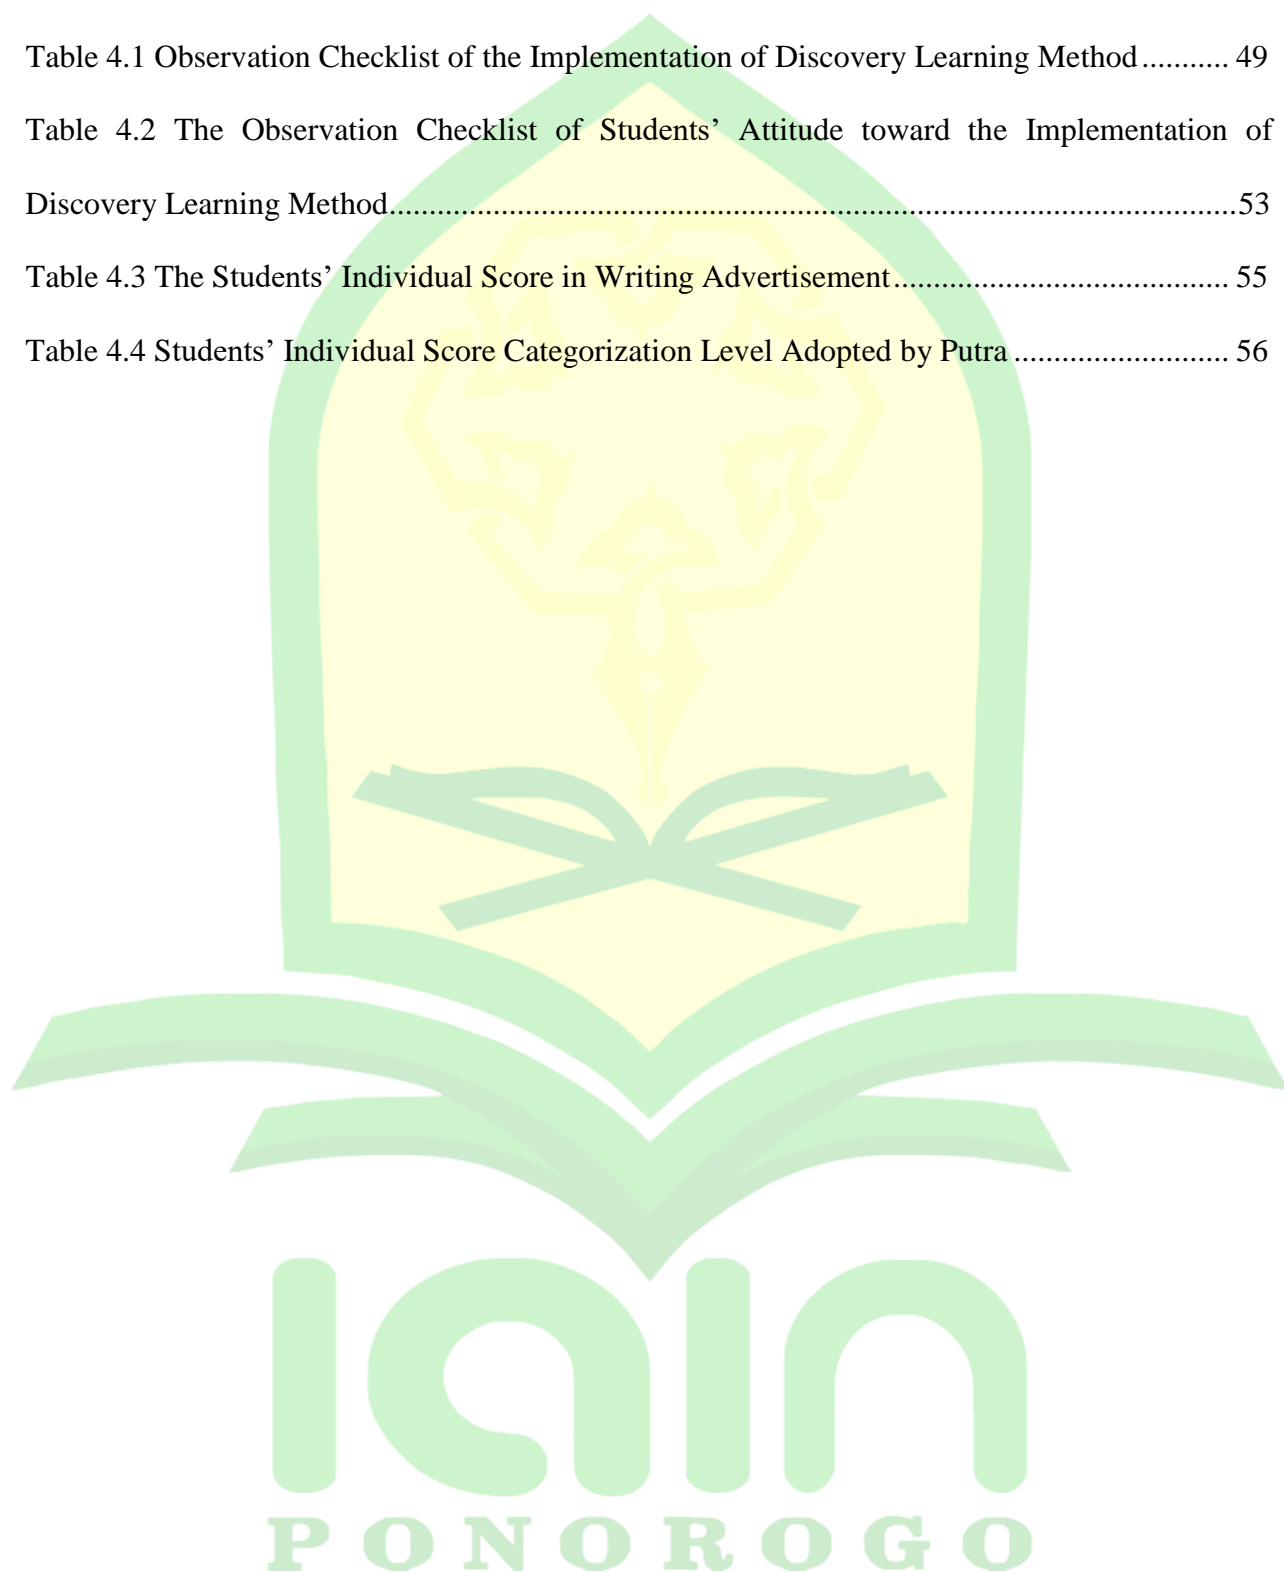 Table 4.1 Observation Checklist of the Implementation of Discovery Learning Method ........... 49
Table 4.2 The Observation Checklist of Students’ Attitude toward the Implementation of
Discovery Learning Method.........................................................................................................53
Table 4.3 The Students’ Individual Score in Writing Advertisement......................................... 55
Table 4.4 Students’ Individual Score Categorization Level Adopted by Putra .......................... 56
iain
PONOROGO